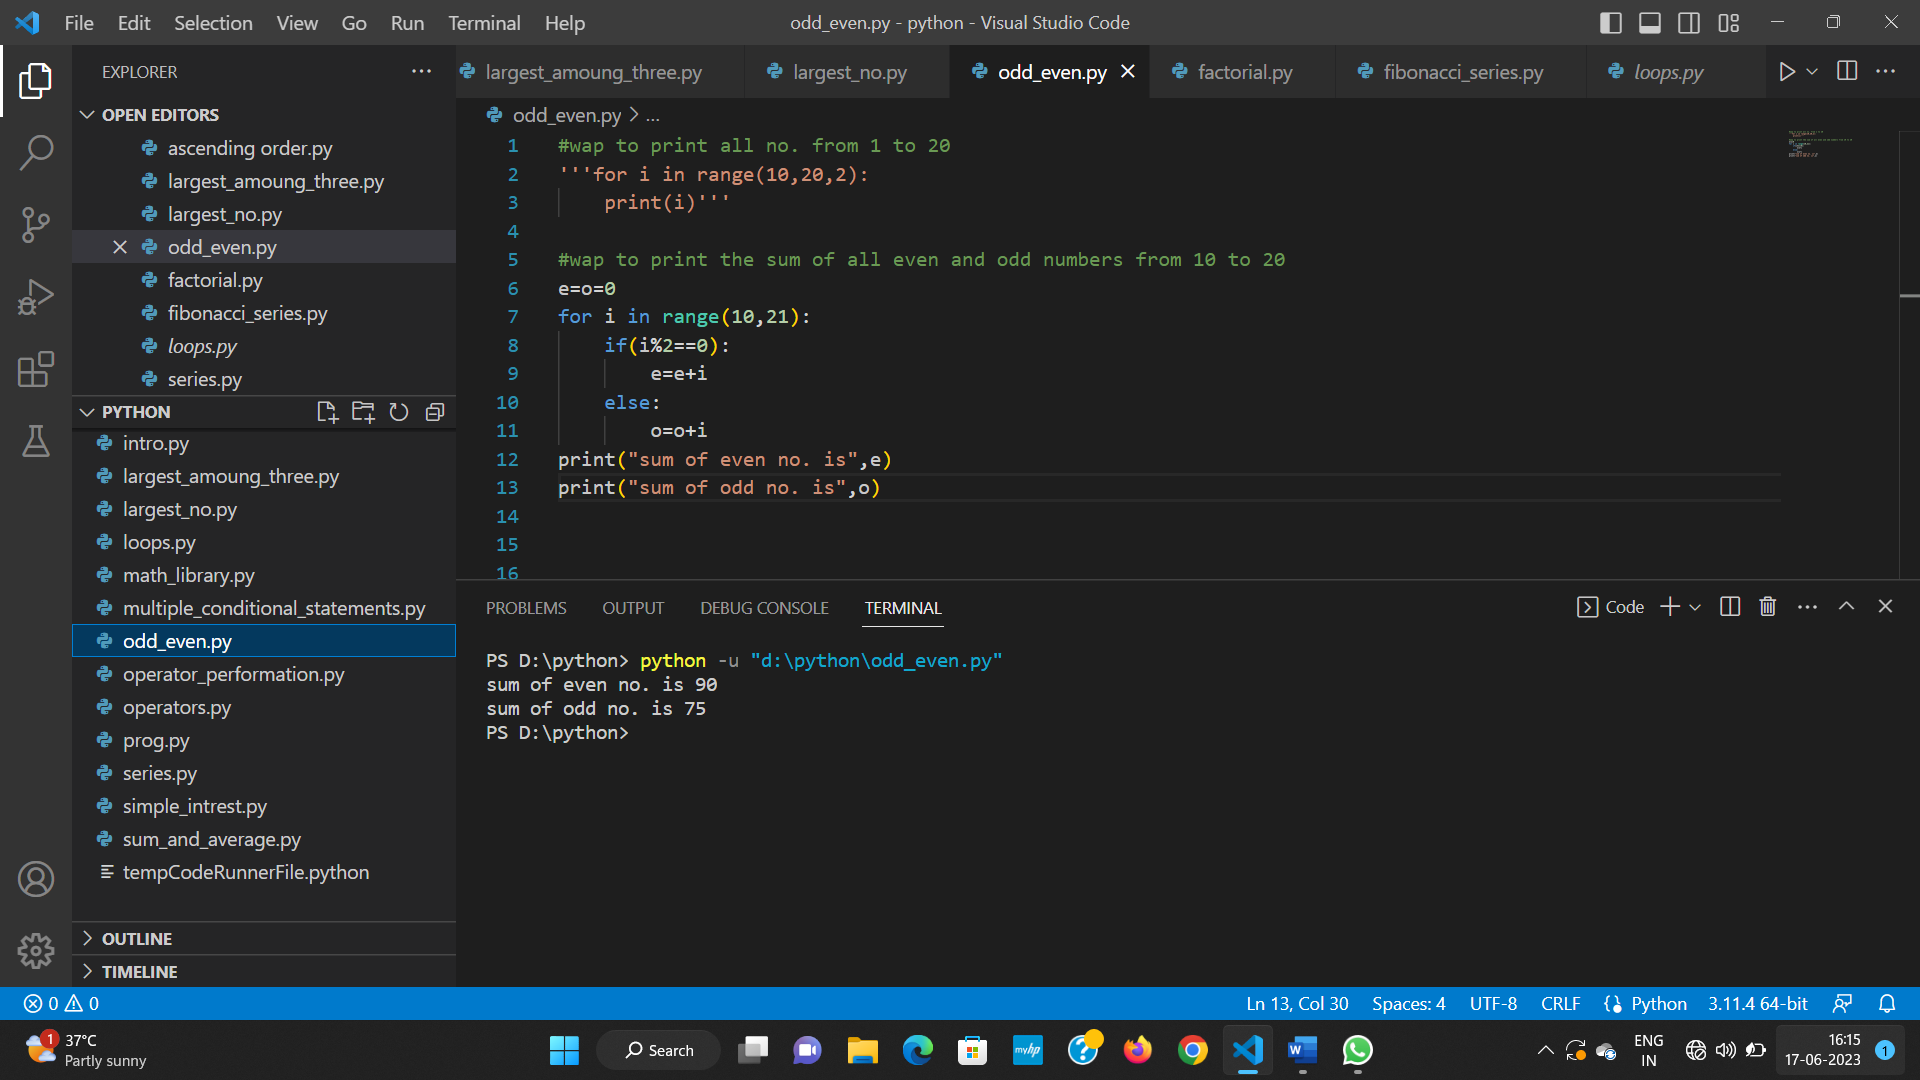 File Edit Selection View Go Run Terminal Help
odd_even.py - python - Visual Studio Code
EXPLORER
OPEN EDITORS
ascending order.py
largest_amoung_three.py
largest_no.py
odd_even.py
factorial.py
fibonacci_series.py
loops.py
series.py
PYTHON
intro.py
largest_amoung_three.py
largest_no.py
loops.py
math_library.py
multiple_conditional_statements.py
odd_even.py
operator_performation.py
operators.py
prog.py
series.py
simple_intrest.py
sum_and_average.py
tempCodeRunnerFile.python
OUTLINE
TIMELINE
largest_amoung_three.py largest_no.py odd_even.py factorial.py fibonacci_series.py loops.py
odd_even.py > ...
1 #wap to print all no. from 1 to 20
2 '''for i in range(10,20,2):
3     print(i)'''
4
5 #wap to print the sum of all even and odd numbers from 10 to 20
6 e=o=0
7 for i in range(10,21):
8     if(i%2==0):
9         e=e+i
10     else:
11         o=o+i
12 print("sum of even no. is",e)
13 print("sum of odd no. is",o)
14
15
16
PROBLEMS OUTPUT DEBUG CONSOLE TERMINAL
Code
PS D:\python> python -u "d:\python\odd_even.py"
sum of even no. is 90
sum of odd no. is 75
PS D:\python>
0 0 Ln 13, Col 30 Spaces: 4 UTF-8 CRLF Python 3.11.4 64-bit
1
37°C
Partly sunny
Search
myhp
ENG
IN
16:15
17-06-2023
1